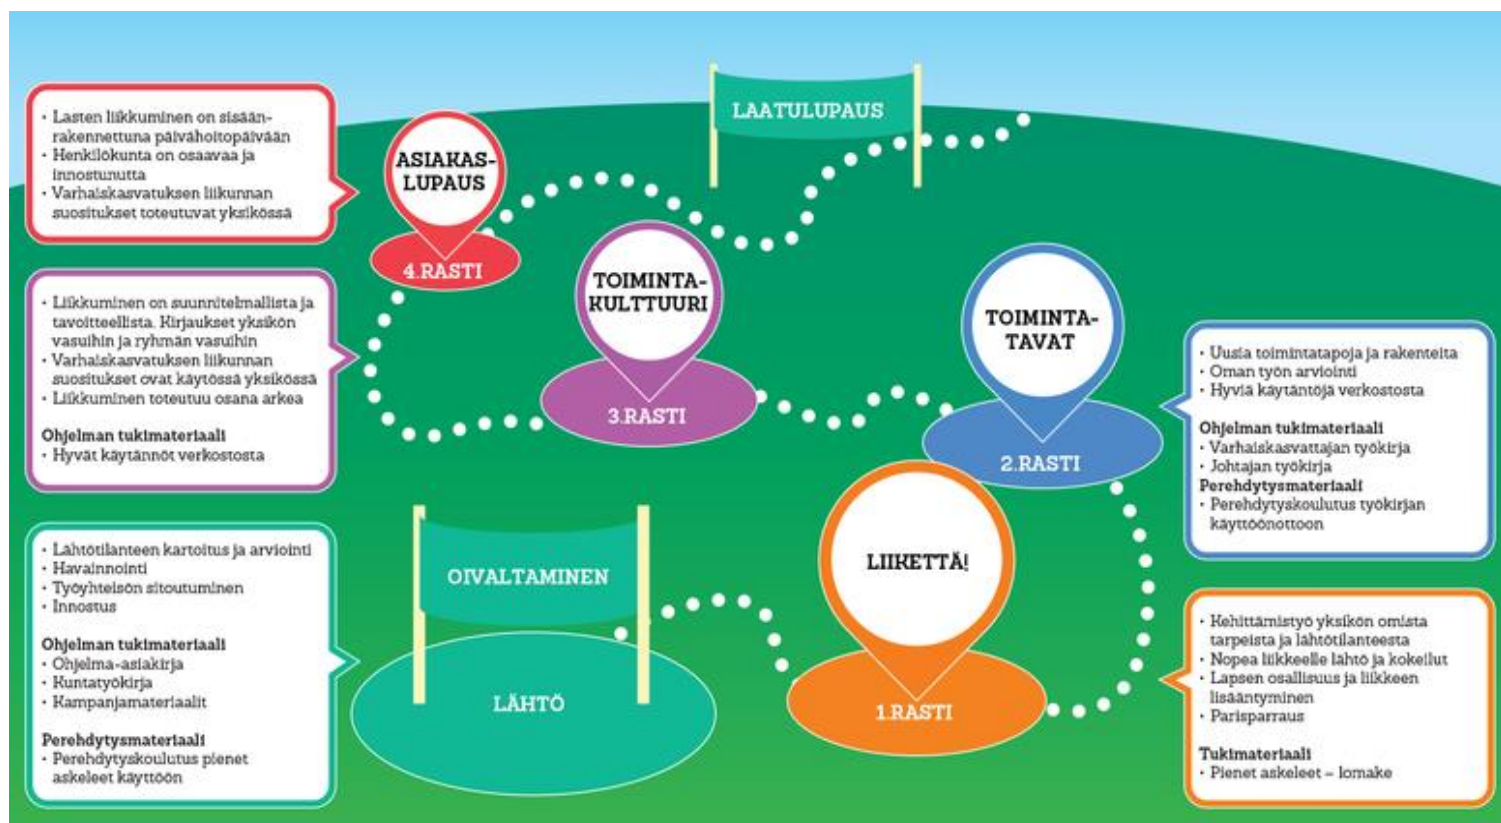 LAATULUPAUS
• Lasten liikkuminen on sisään-
rakennettuna päivähoitopäivään
• Henkilökunta on osaavaa ja
innostunutta
• Varhaiskasvatuksen liikunnan
suositukset toteutuvat yksikössä
ASIAKAS-
LUPAUS
4.RASTI
• Liikkuminen on suunnitelmallista ja
tavoitteellista. Kirjaukset yksikön
vasuihin ja ryhmän vasuihin
• Varhaiskasvatuksen liikunnan
suositukset ovat käytössä yksikössä
• Liikkuminen toteutuu osana arkea
Ohjelman tukimateriaali
• Hyvät käytännöt verkostosta
TOIMINTA-
KULTTUURI
3.RASTI
TOIMINTA-
TAVAT
2.RASTI
• Uusia toimintatapoja ja rakenteita
• Oman työn arviointi
• Hyviä käytäntöjä verkostosta
Ohjelman tukimateriaali
• Varhaiskasvattajan työkirja
• Johtajan työkirja
Perehdytysmateriaali
• Perehdytyskoulutus työkirjan
käyttöönottoon
• Lähtötilanteen kartoitus ja arviointi
• Havainnointi
• Työyhteisön sitoutuminen
• Innostus
Ohjelman tukimateriaali
• Ohjelma-asiakirja
• Kuntatyökirja
• Kampanjamateriaalit
Perehdytysmateriaali
• Perehdytyskoulutus pienet
askeleet käyttöön
OIVALTAMINEN
LÄHTÖ
LIIKETTÄ!
1.RASTI
• Kehittämistyö yksikön omista
tarpeista ja lähtötilanteesta
• Nopea liikkeelle lähtö ja kokeilut
• Lapsen osallisuus ja liikkeen
lisääntyminen
• Parisparraus
Tukimateriaali
• Pienet askeleet – lomake